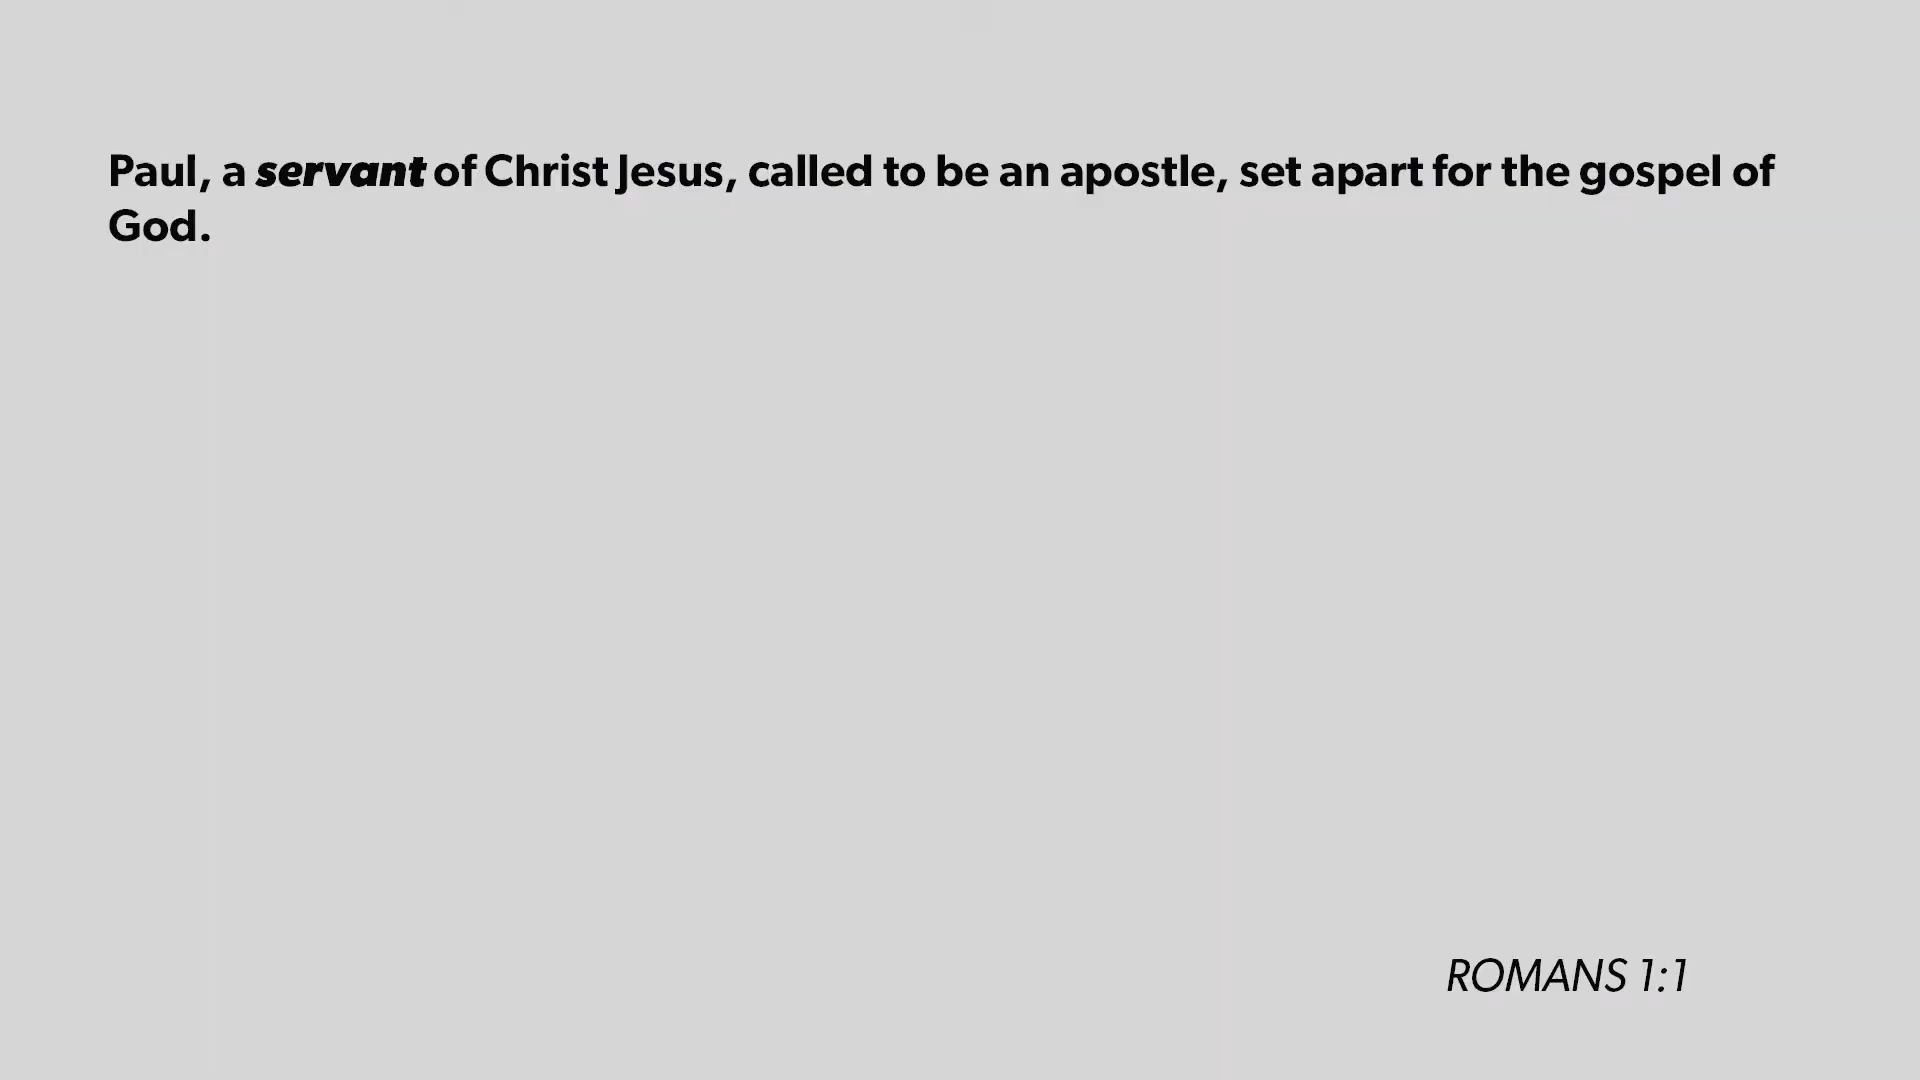 Paul, a servant of Christ Jesus, called to be an apostle, set apart for the gospel of
God.
ROMANS 1:1